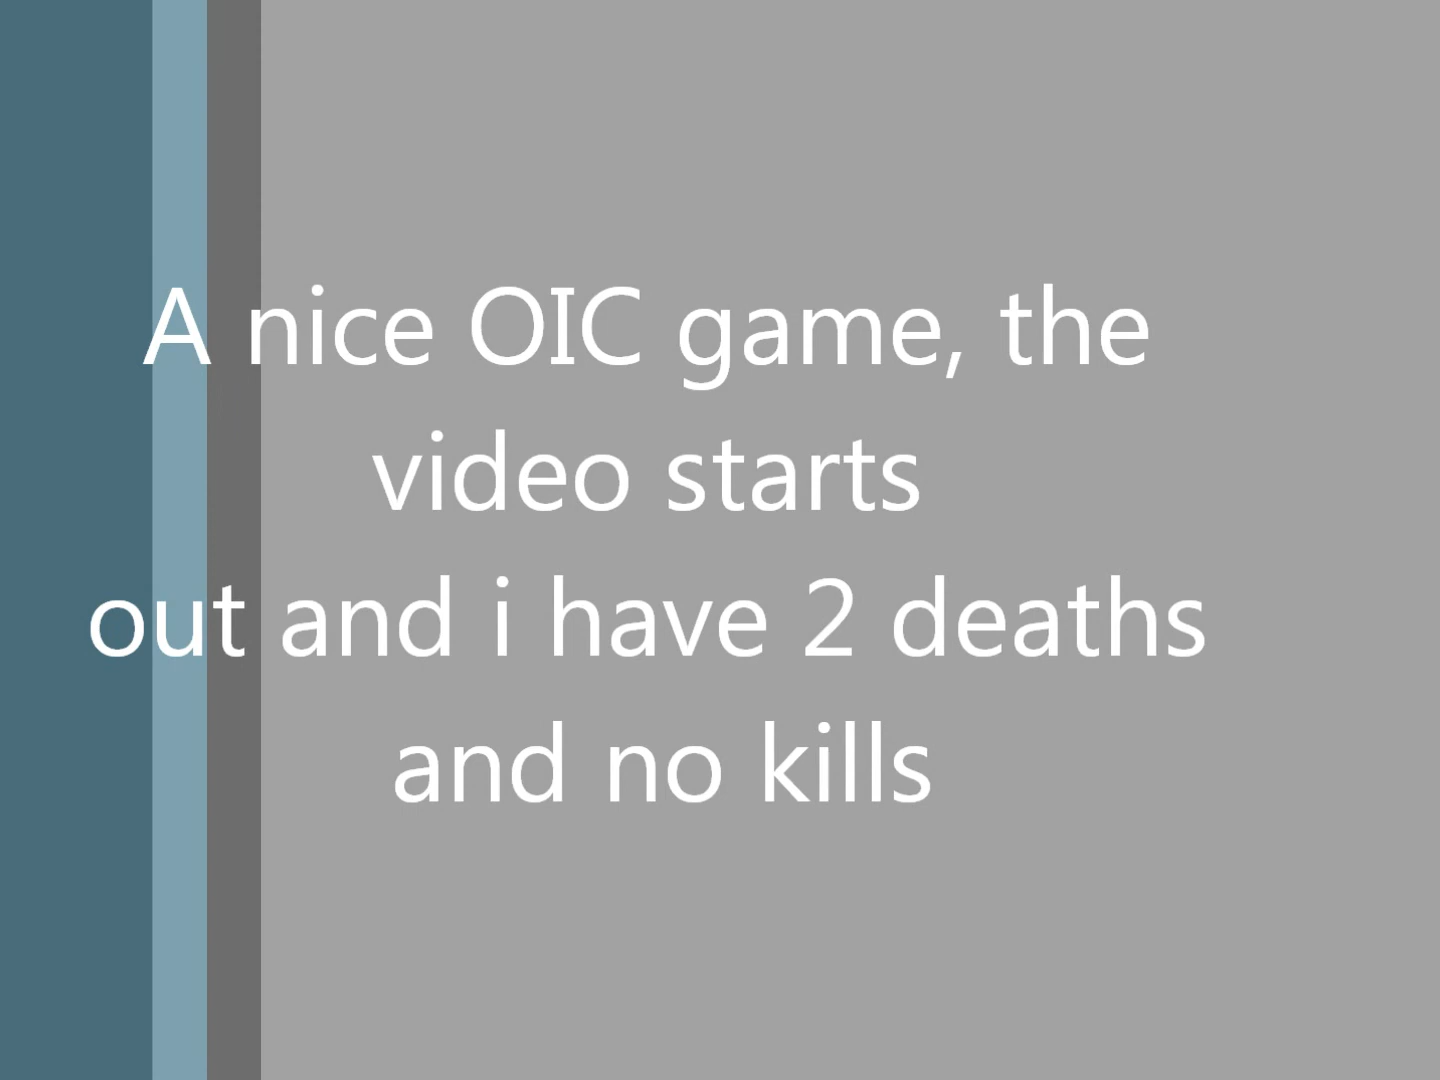 A nice OIC game, the
video starts
out and i have 2 deaths
and no kills